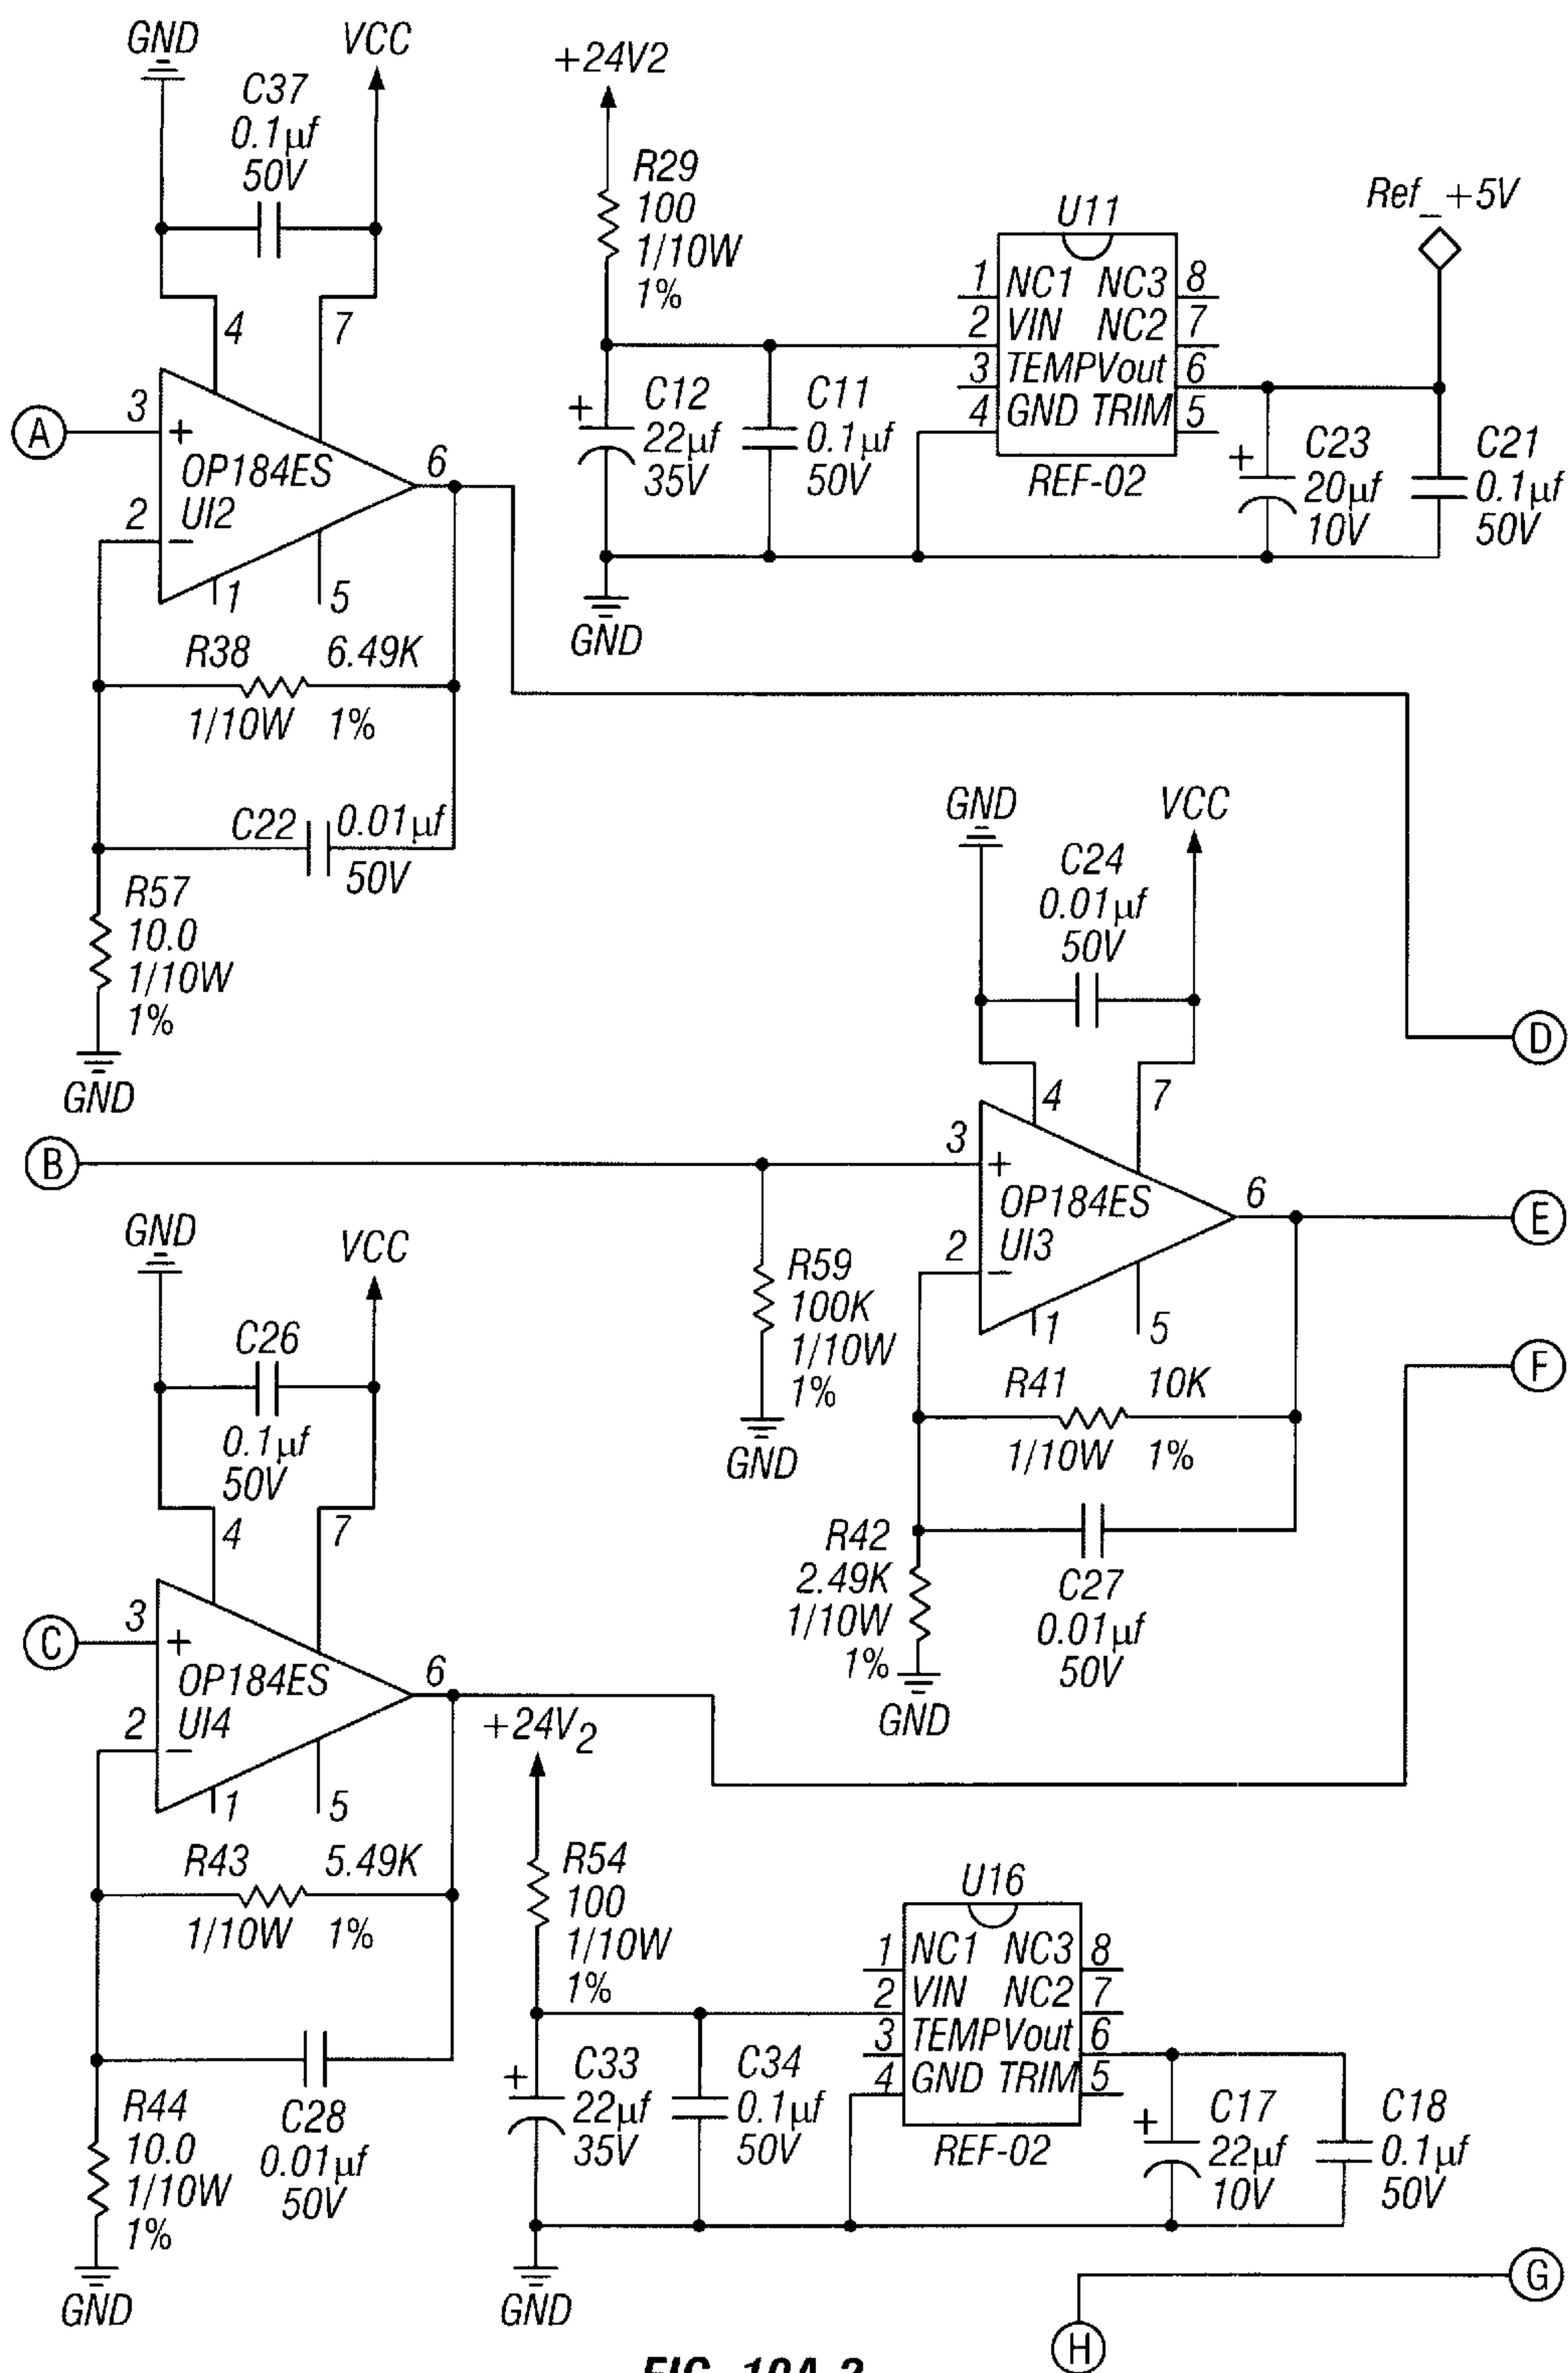 GND
VCC
C37
0.1µf
50V
4
7
A
3
+
OP184ES
UI2
2
−
6
1
5
R38
6.49K
1/10W
1%
C22
0.01µf
50V
R57
10.0
1/10W
1%
GND
+24V2
R29
100
1/10W
1%
C12
+
22µf
35V
C11
0.1µf
50V
GND
U11
1
NC1
NC3
8
2
VIN
NC2
7
3
TEMP
Vout
6
4
GND
TRIM
5
REF-02
Ref_+5V
+
C23
20µf
10V
C21
0.1µf
50V
D
GND
VCC
C24
0.01µf
50V
4
7
B
3
+
OP184ES
UI3
2
−
6
E
1
5
R59
100K
1/10W
1%
GND
R41
10K
1/10W
1%
R42
2.49K
1/10W
1%
GND
C27
0.01µf
50V
F
GND
VCC
C26
0.1µf
50V
4
7
C
3
+
OP184ES
UI4
2
−
6
1
5
R43
5.49K
1/10W
1%
C28
0.01µf
50V
R44
10.0
1/10W
1%
GND
+24V2
R54
100
1/10W
1%
+
C33
22µf
35V
C34
0.1µf
50V
GND
U16
1
NC1
NC3
8
2
VIN
NC2
7
3
TEMP
Vout
6
4
GND
TRIM
5
REF-02
+
C17
22µf
10V
C18
0.1µf
50V
G
H